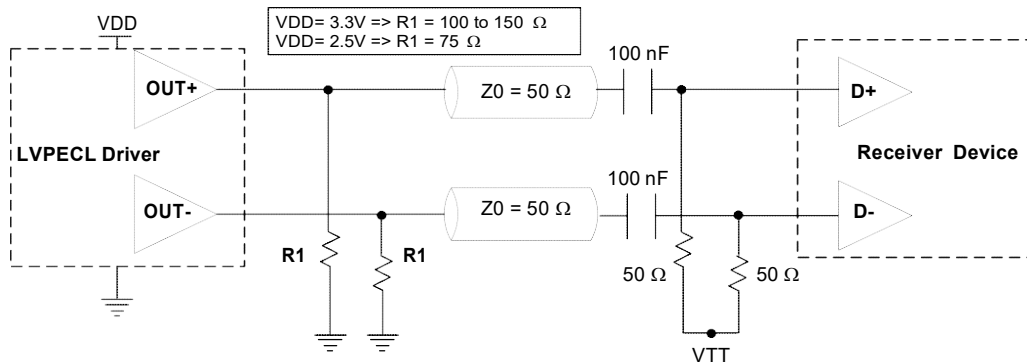 VDD= 3.3V => R1 = 100 to 150 Ω
VDD= 2.5V => R1 = 75 Ω
VDD
100 nF
OUT+
Z0 = 50 Ω
D+
LVPECL Driver
Receiver Device
100 nF
OUT-
Z0 = 50 Ω
D-
R1
R1
50 Ω
50 Ω
VTT